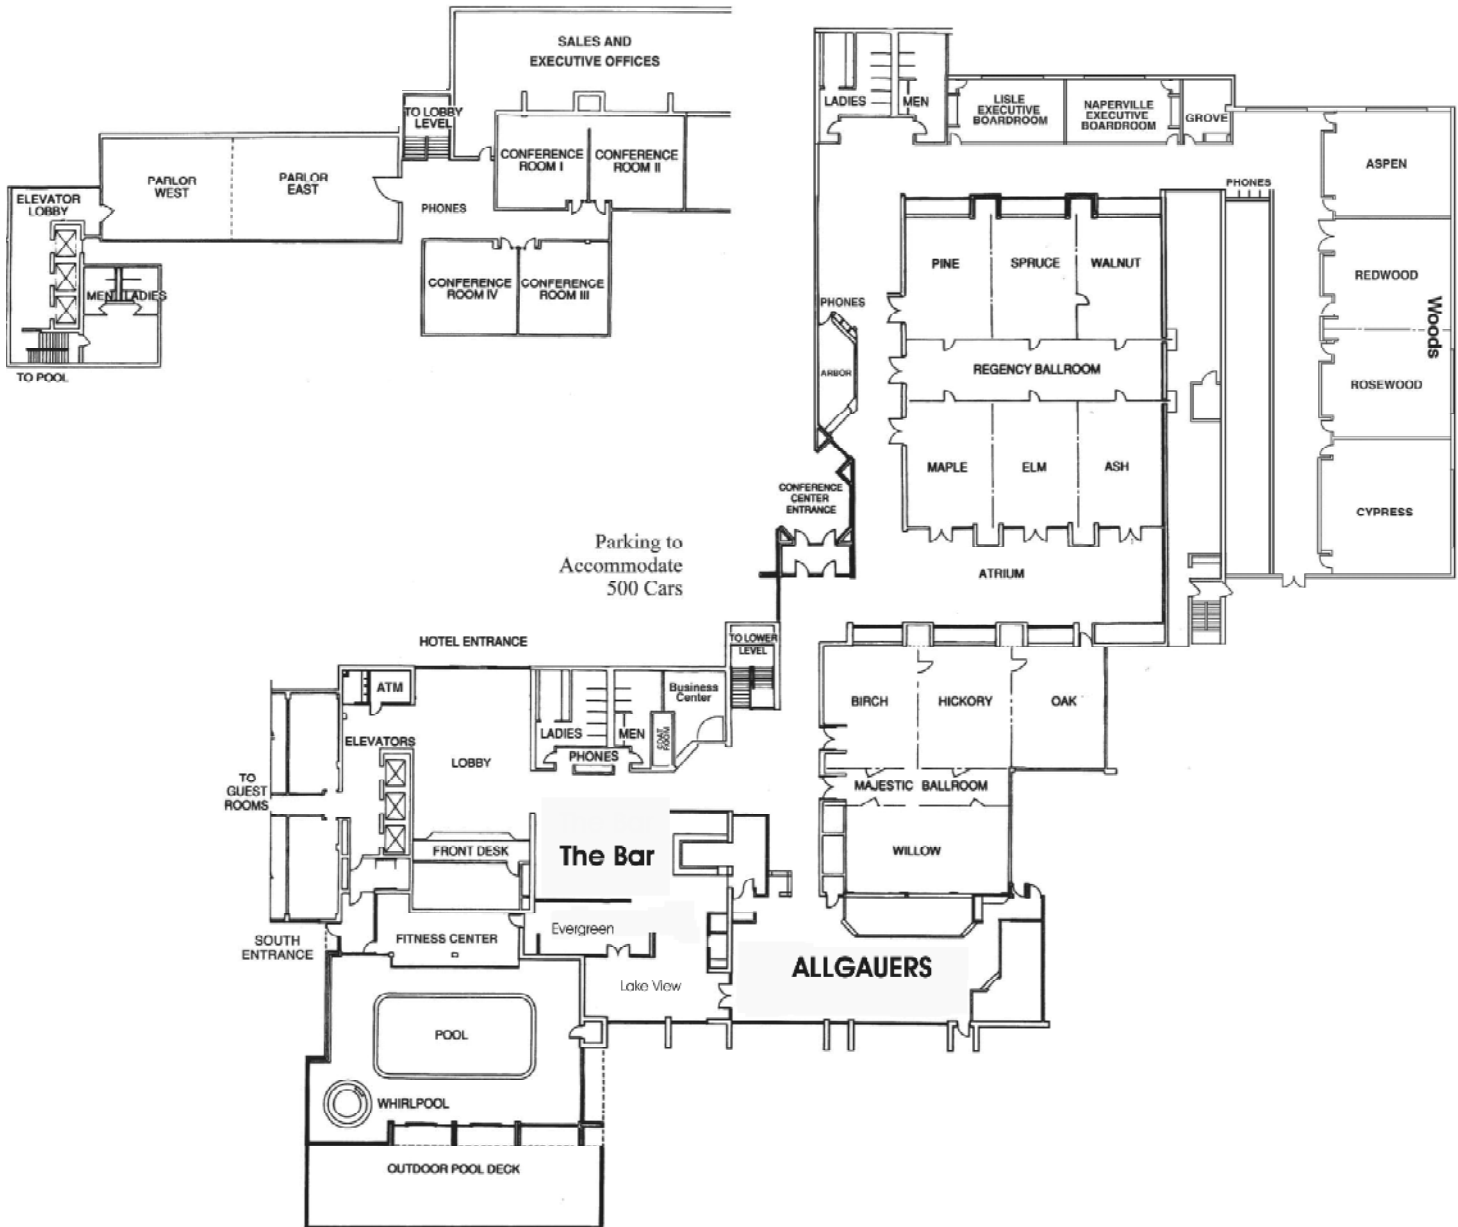 SALES AND
EXECUTIVE OFFICES
TO LOBBY
LEVEL
CONFERENCE
ROOM I
CONFERENCE
ROOM II
PARLOR
WEST
PARLOR
EAST
ELEVATOR
LOBBY
PHONES
MEN
LADIES
CONFERENCE
ROOM IV
CONFERENCE
ROOM III
TO POOL
LADIES
MEN
LISLE
EXECUTIVE
BOARDROOM
NAPERVILLE
EXECUTIVE
BOARDROOM
GROVE
ASPEN
PHONES
PINE
SPRUCE
WALNUT
REDWOOD
Woods
PHONES
ARBOR
REGENCY BALLROOM
ROSEWOOD
MAPLE
ELM
ASH
CONFERENCE
CENTER
ENTRANCE
CYPRESS
Parking to
Accommodate
500 Cars
ATRIUM
HOTEL ENTRANCE
TO LOWER
LEVEL
ATM
Business
Center
LADIES
MEN
COAT
ROOM
PHONES
BIRCH
HICKORY
OAK
ELEVATORS
LOBBY
TO
GUEST
ROOMS
MAJESTIC BALLROOM
The Bar
FRONT DESK
WILLOW
SOUTH
ENTRANCE
FITNESS CENTER
Evergreen
Lake View
ALLGAUERS
POOL
WHIRLPOOL
OUTDOOR POOL DECK